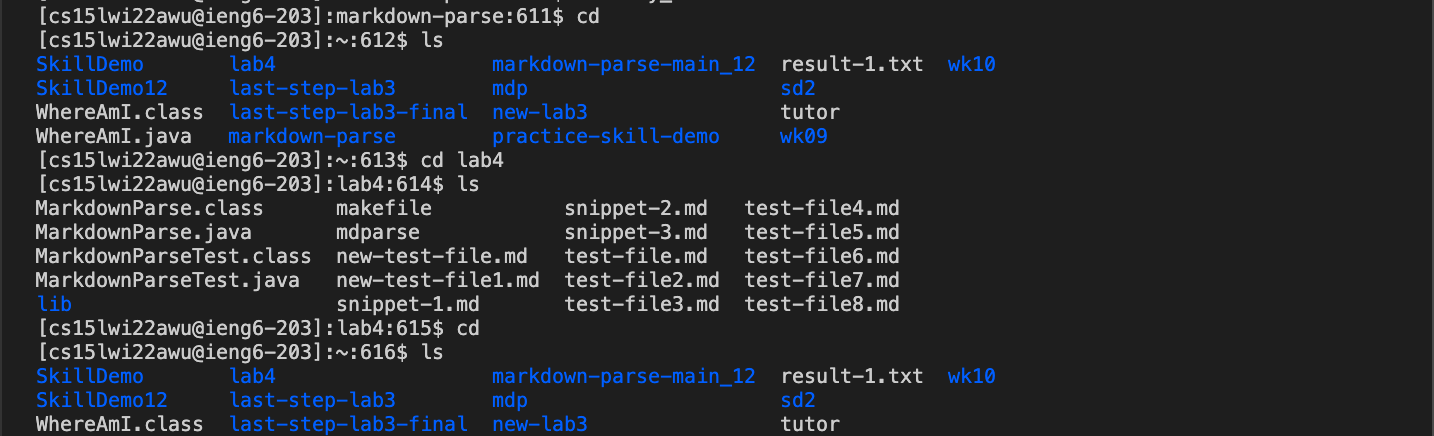 [cs15lwi22awu@ieng6-203]:markdown-parse:611$ cd
[cs15lwi22awu@ieng6-203]:~:612$ ls
SkillDemo lab4 markdown-parse-main_12 result-1.txt wk10
SkillDemo12 last-step-lab3 mdp sd2
WhereAmI.class last-step-lab3-final new-lab3 tutor
WhereAmI.java markdown-parse practice-skill-demo wk09
[cs15lwi22awu@ieng6-203]:~:613$ cd lab4
[cs15lwi22awu@ieng6-203]:lab4:614$ ls
MarkdownParse.class makefile snippet-2.md test-file4.md
MarkdownParse.java mdparse snippet-3.md test-file5.md
MarkdownParseTest.class new-test-file.md test-file.md test-file6.md
MarkdownParseTest.java new-test-file1.md test-file2.md test-file7.md
lib snippet-1.md test-file3.md test-file8.md
[cs15lwi22awu@ieng6-203]:lab4:615$ cd
[cs15lwi22awu@ieng6-203]:~:616$ ls
SkillDemo lab4 markdown-parse-main_12 result-1.txt wk10
SkillDemo12 last-step-lab3 mdp sd2
WhereAmI.class last-step-lab3-final new-lab3 tutor